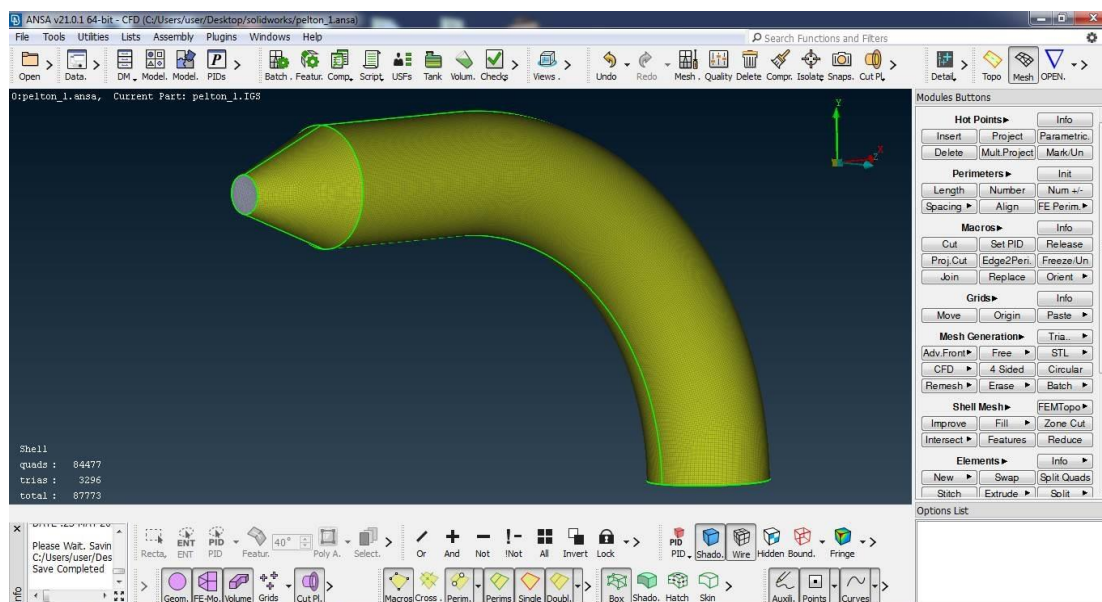 ANSA v21.0.1 64-bit - CFD (C:/Users/user/Desktop/solidworks/pelton_1.ansa)
File Tools Utilities Lists Assembly Plugins Windows Help Search Functions and Filters
Open Data. DM Model. Model. PIDs Batch . Featur. Comp. Script. USFs Tank Volum. Checks Views . Undo Redo Mesh . Quality Delete Compr. Isolate Snaps. Cut Pl. Detail. Topo Mesh OPEN.
0:pelton_1.ansa, Current Part: pelton_1.IGS
Y
X
Z
Shell
quads : 84477
trias : 3296
total : 87773
Modules Buttons
Hot Points Info
Insert Project Parametric.
Delete Mult.Project Mark/Un
Perimeters Init
Length Number Num +/-
Spacing Align FE Perim.
Macros Info
Cut Set PID Release
Proj.Cut Edge2Peri. Freeze/Un
Join Replace Orient
Grids Info
Move Origin Paste
Mesh Generation Tria..
Adv.Front Free STL
CFD 4 Sided Circular
Remesh Erase Batch
Shell Mesh FEMTopo
Improve Fill Zone Cut
Intersect Features Reduce
Elements Info
New Swap Split Quads
Stitch Extrude Split
Options List
Please Wait. Savin
C:/Users/user/Des
Save Completed
Info
Recta. ENT PID Featur. 40° Poly A. Select. Or And Not !Not All Invert Lock PID Shado. Wire Hidden Bound. Fringe
Geom. FE-Mo. Volume Grids Cut Pl. Macros Cross . Perim. Perims Single Doubl. Box Shado. Hatch Skin Auxili. Points Curves